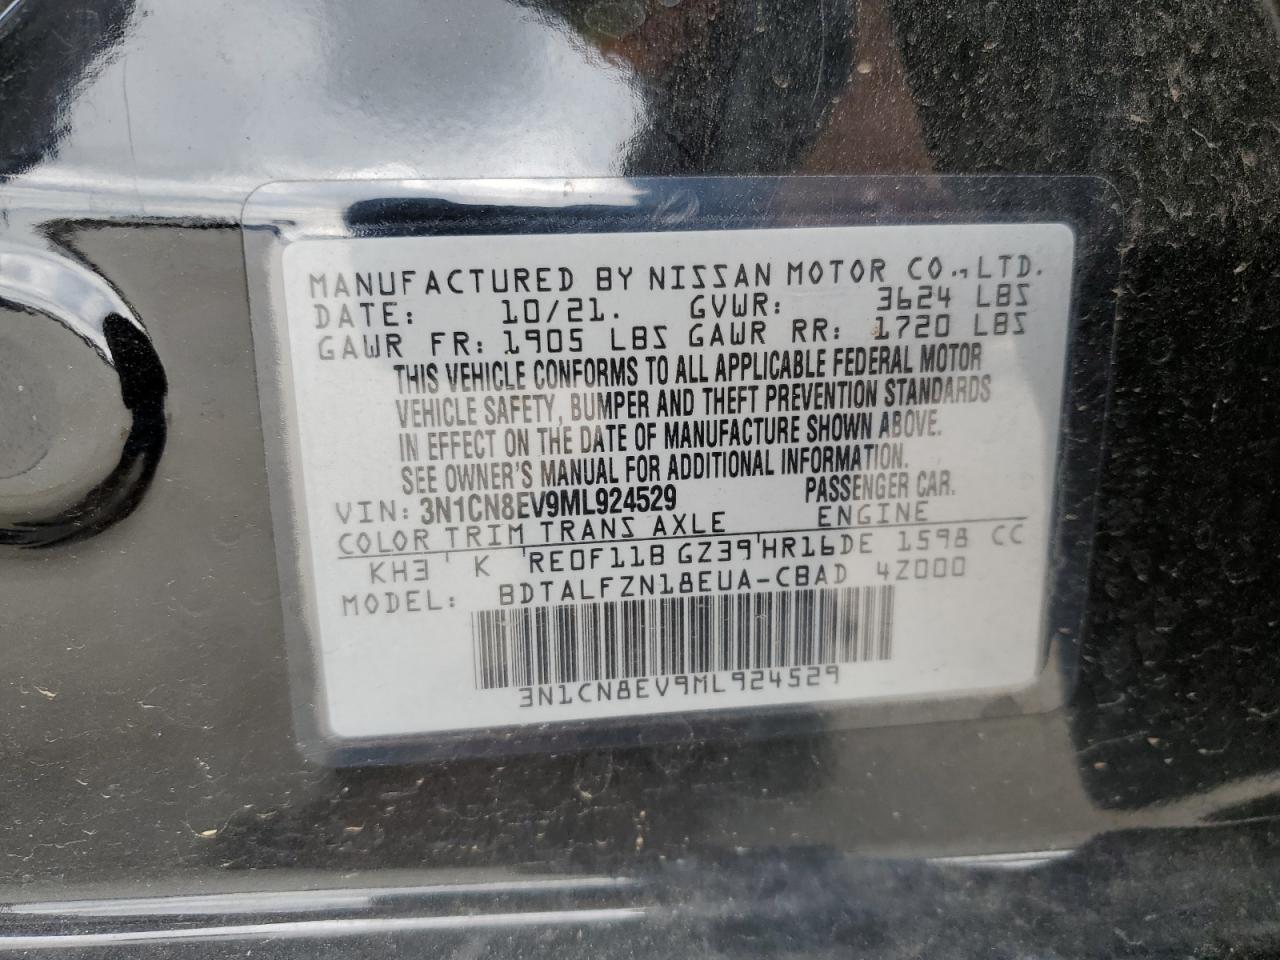 MANUFACTURED BY NISSAN MOTOR CO., LTD.
DATE: 10/21. GVWR: 3624 LBS
GAWR FR: 1905 LBS GAWR RR: 1720 LBS
THIS VEHICLE CONFORMS TO ALL APPLICABLE FEDERAL MOTOR
VEHICLE SAFETY, BUMPER AND THEFT PREVENTION STANDARDS
IN EFFECT ON THE DATE OF MANUFACTURE SHOWN ABOVE.
SEE OWNER'S MANUAL FOR ADDITIONAL INFORMATION.
VIN: 3N1CN8EV9ML924529 PASSENGER CAR.
COLOR TRIM TRANS AXLE ENGINE
KH3 K RE0F11B GZ39 HR16DE 1598 CC
MODEL: BDTALFZN18EUA-CBAD 4Z000
3N1CN8EV9ML924529